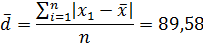 d̄ = ∑ⁿᵢ₌₁|x₁ − x̄| / n = 89,58